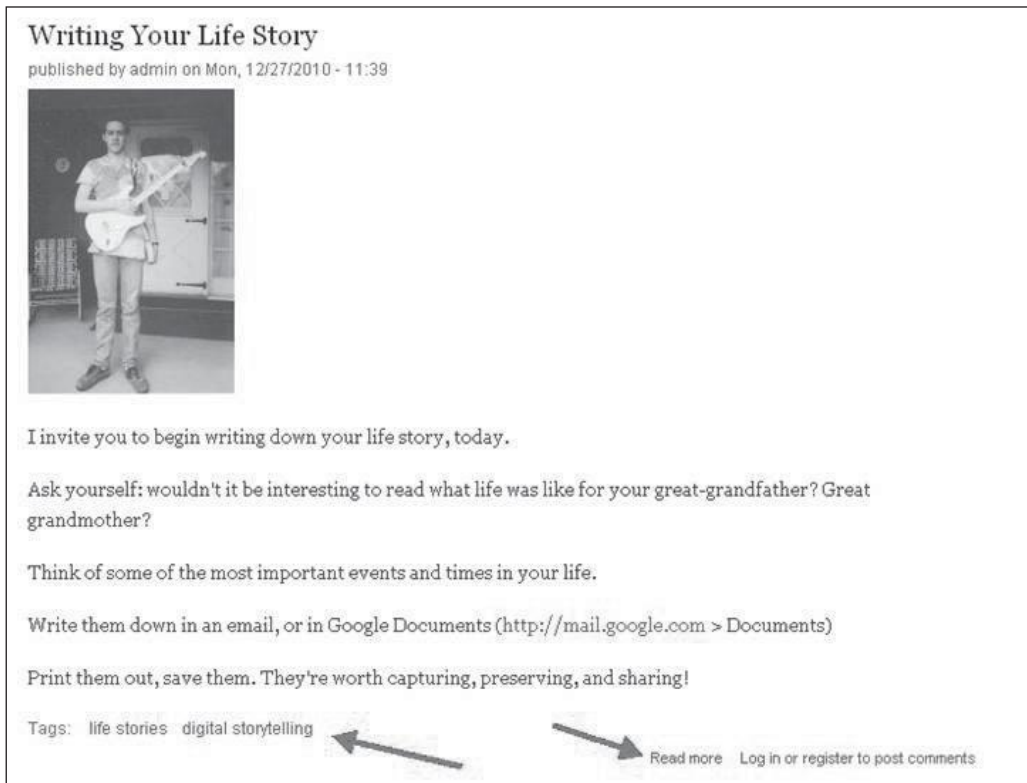 Writing Your Life Story
published by admin on Mon, 12/27/2010 - 11:39
I invite you to begin writing down your life story, today.
Ask yourself: wouldn't it be interesting to read what life was like for your great-grandfather? Great
grandmother?
Think of some of the most important events and times in your life.
Write them down in an email, or in Google Documents (http://mail.google.com > Documents)
Print them out, save them. They're worth capturing, preserving, and sharing!
Tags: life stories digital storytelling
Read more Log in or register to post comments